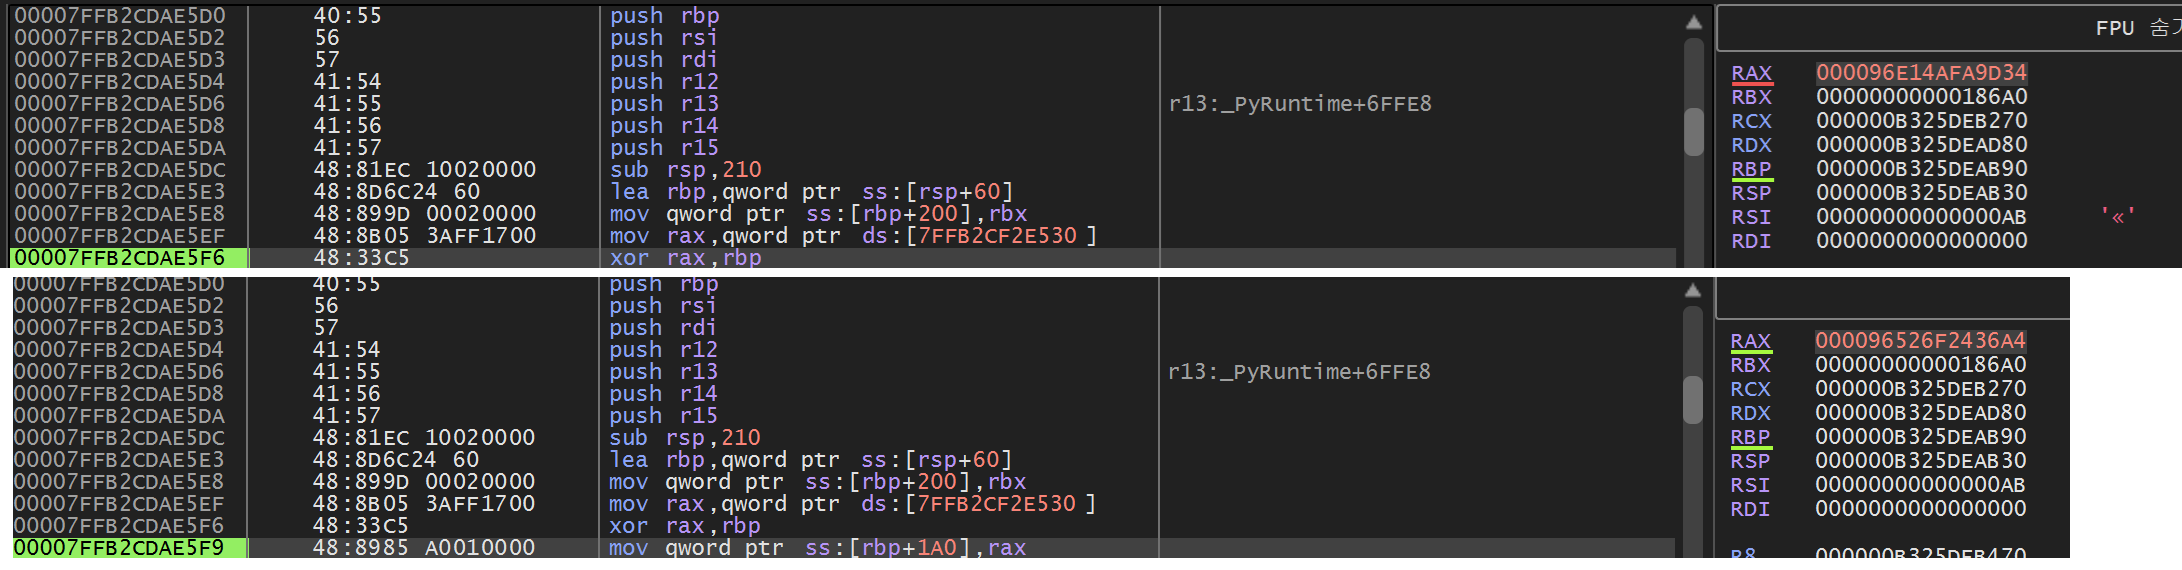 00007FFB2CDAE5D0 40:55 push rbp
00007FFB2CDAE5D2 56 push rsi
00007FFB2CDAE5D3 57 push rdi
00007FFB2CDAE5D4 41:54 push r12
00007FFB2CDAE5D6 41:55 push r13 r13:_PyRuntime+6FFE8
00007FFB2CDAE5D8 41:56 push r14
00007FFB2CDAE5DA 41:57 push r15
00007FFB2CDAE5DC 48:81EC 10020000 sub rsp,210
00007FFB2CDAE5E3 48:8D6C24 60 lea rbp,qword ptr ss:[rsp+60]
00007FFB2CDAE5E8 48:899D 00020000 mov qword ptr ss:[rbp+200],rbx
00007FFB2CDAE5EF 48:8B05 3AFF1700 mov rax,qword ptr ds:[7FFB2CF2E530 ]
00007FFB2CDAE5F6 48:33C5 xor rax,rbp
FPU
RAX 000096E14AFA9D34
RBX 00000000000186A0
RCX 000000B325DEB270
RDX 000000B325DEAD80
RBP 000000B325DEAB90
RSP 000000B325DEAB30
RSI 00000000000000AB '«'
RDI 0000000000000000
00007FFB2CDAE5D0 40:55 push rbp
00007FFB2CDAE5D2 56 push rsi
00007FFB2CDAE5D3 57 push rdi
00007FFB2CDAE5D4 41:54 push r12
00007FFB2CDAE5D6 41:55 push r13 r13:_PyRuntime+6FFE8
00007FFB2CDAE5D8 41:56 push r14
00007FFB2CDAE5DA 41:57 push r15
00007FFB2CDAE5DC 48:81EC 10020000 sub rsp,210
00007FFB2CDAE5E3 48:8D6C24 60 lea rbp,qword ptr ss:[rsp+60]
00007FFB2CDAE5E8 48:899D 00020000 mov qword ptr ss:[rbp+200],rbx
00007FFB2CDAE5EF 48:8B05 3AFF1700 mov rax,qword ptr ds:[7FFB2CF2E530 ]
00007FFB2CDAE5F6 48:33C5 xor rax,rbp
00007FFB2CDAE5F9 48:8985 A0010000 mov qword ptr ss:[rbp+1A0],rax
RAX 000096526F2436A4
RBX 00000000000186A0
RCX 000000B325DEB270
RDX 000000B325DEAD80
RBP 000000B325DEAB90
RSP 000000B325DEAB30
RSI 00000000000000AB
RDI 0000000000000000
R8 000000B325DEB470